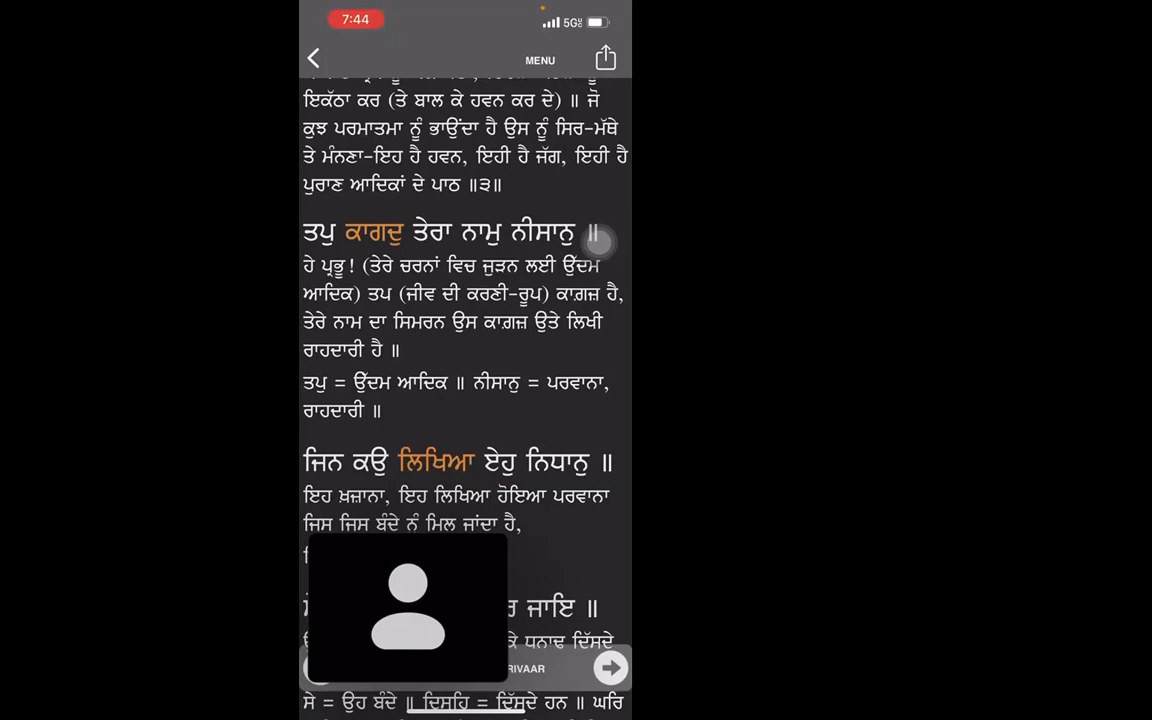 7:44
5G
MENU
ਇਕੱਠਾ ਕਰ (ਤੇ ਬਾਲ ਕੇ ਹਵਨ ਕਰ ਦੇ) ॥ ਜੋ
ਕੁਝ ਪਰਮਾਤਮਾ ਨੂੰ ਭਾਉਂਦਾ ਹੈ ਉਸ ਨੂੰ ਸਿਰ-ਮੱਥੇ
ਤੇ ਮੰਨਣਾ-ਇਹ ਹੈ ਹਵਨ, ਇਹੀ ਹੈ ਜੱਗ, ਇਹੀ ਹੈ
ਪੁਰਾਣ ਆਦਿਕਾਂ ਦੇ ਪਾਠ ॥੩॥
ਤਪੁ ਕਾਗਦੁ ਤੇਰਾ ਨਾਮੁ ਨੀਸਾਨੁ ॥
ਹੇ ਪ੍ਰਭੂ! (ਤੇਰੇ ਚਰਨਾਂ ਵਿਚ ਜੁੜਨ ਲਈ ਉੱਦਮ
ਆਦਿਕ) ਤਪ (ਜੀਵ ਦੀ ਕਰਣੀ-ਰੂਪ) ਕਾਗ਼ਜ਼ ਹੈ,
ਤੇਰੇ ਨਾਮ ਦਾ ਸਿਮਰਨ ਉਸ ਕਾਗ਼ਜ਼ ਉਤੇ ਲਿਖੀ
ਰਾਹਦਾਰੀ ਹੈ ॥
ਤਪੁ = ਉੱਦਮ ਆਦਿਕ ॥ ਨੀਸਾਨੁ = ਪਰਵਾਨਾ,
ਰਾਹਦਾਰੀ ॥
ਜਿਨ ਕਉ ਲਿਖਿਆ ਏਹੁ ਨਿਧਾਨੁ ॥
ਇਹ ਖ਼ਜ਼ਾਨਾ, ਇਹ ਲਿਖਿਆ ਹੋਇਆ ਪਰਵਾਨਾ
ਜਿਸ ਜਿਸ ਬੰਦੇ ਨੂੰ ਮਿਲ ਜਾਂਦਾ ਹੈ,
ਜਾਇ ॥
ਕੇ ਧਨਾਢ ਦਿੱਸਦੇ
RIVAAR
ਸੇ = ਉਹ ਬੰਦੇ ॥ ਦਿਸਹਿ = ਦਿੱਸਦੇ ਹਨ ॥ ਘਰਿ